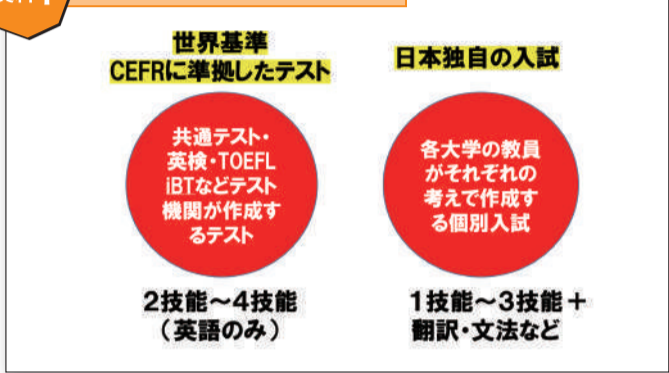 世界基準
CEFRに準拠したテスト
共通テスト・
英検・TOEFL
iBTなどテスト
機関が作成す
るテスト
2技能～4技能
（英語のみ）
日本独自の入試
各大学の教員
がそれぞれの
考えで作成す
る個別入試
1技能～3技能＋
翻訳・文法など